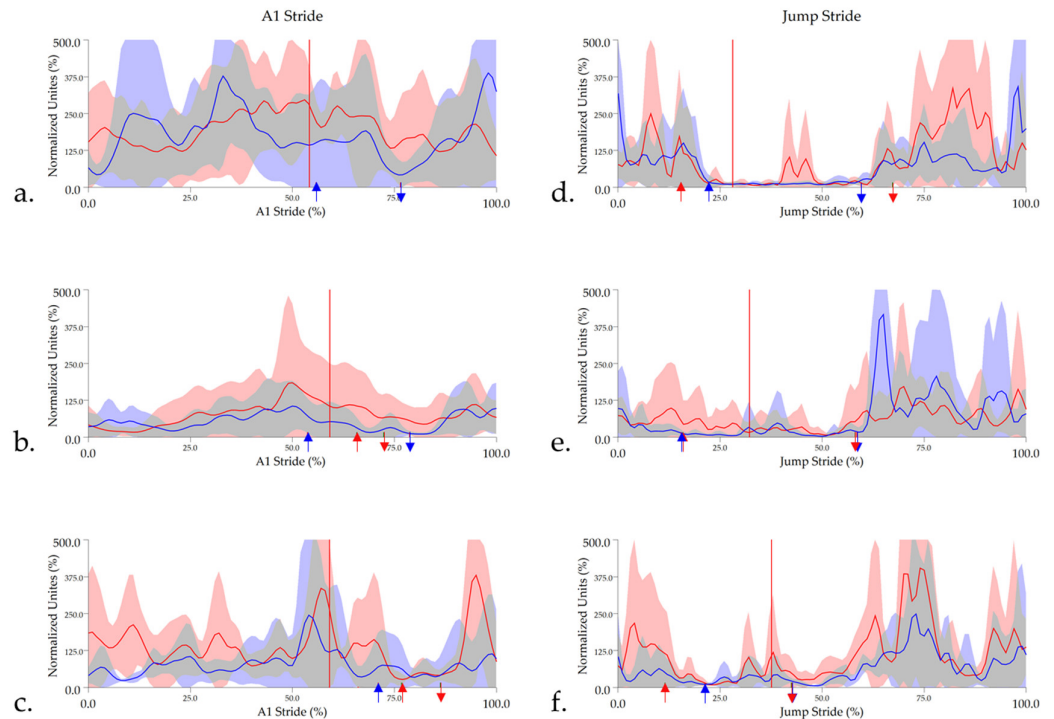 A1 Stride
Jump Stride
a.
Normalized Unites (%)
500.0
375.0
250.0
125.0
0.0
0.0 25.0 50.0 75.0 100.0
A1 Stride (%)
d.
Normalized Unites (%)
500.0
375.0
250.0
125.0
0.0
0.0 25.0 50.0 75.0 100.0
Jump Stride (%)
b.
Normalized Unites (%)
500.0
375.0
250.0
125.0
0.0
0.0 25.0 50.0 75.0 100.0
A1 Stride (%)
e.
Normalized Unites (%)
500.0
375.0
250.0
125.0
0.0
0.0 25.0 50.0 75.0 100.0
Jump Stride (%)
c.
Normalized Unites (%)
500.0
375.0
250.0
125.0
0.0
0.0 25.0 50.0 75.0 100.0
A1 Stride (%)
f.
Normalized Units (%)
500.0
375.0
250.0
125.0
0.0
0.0 25.0 50.0 75.0 100.0
Jump Stride (%)